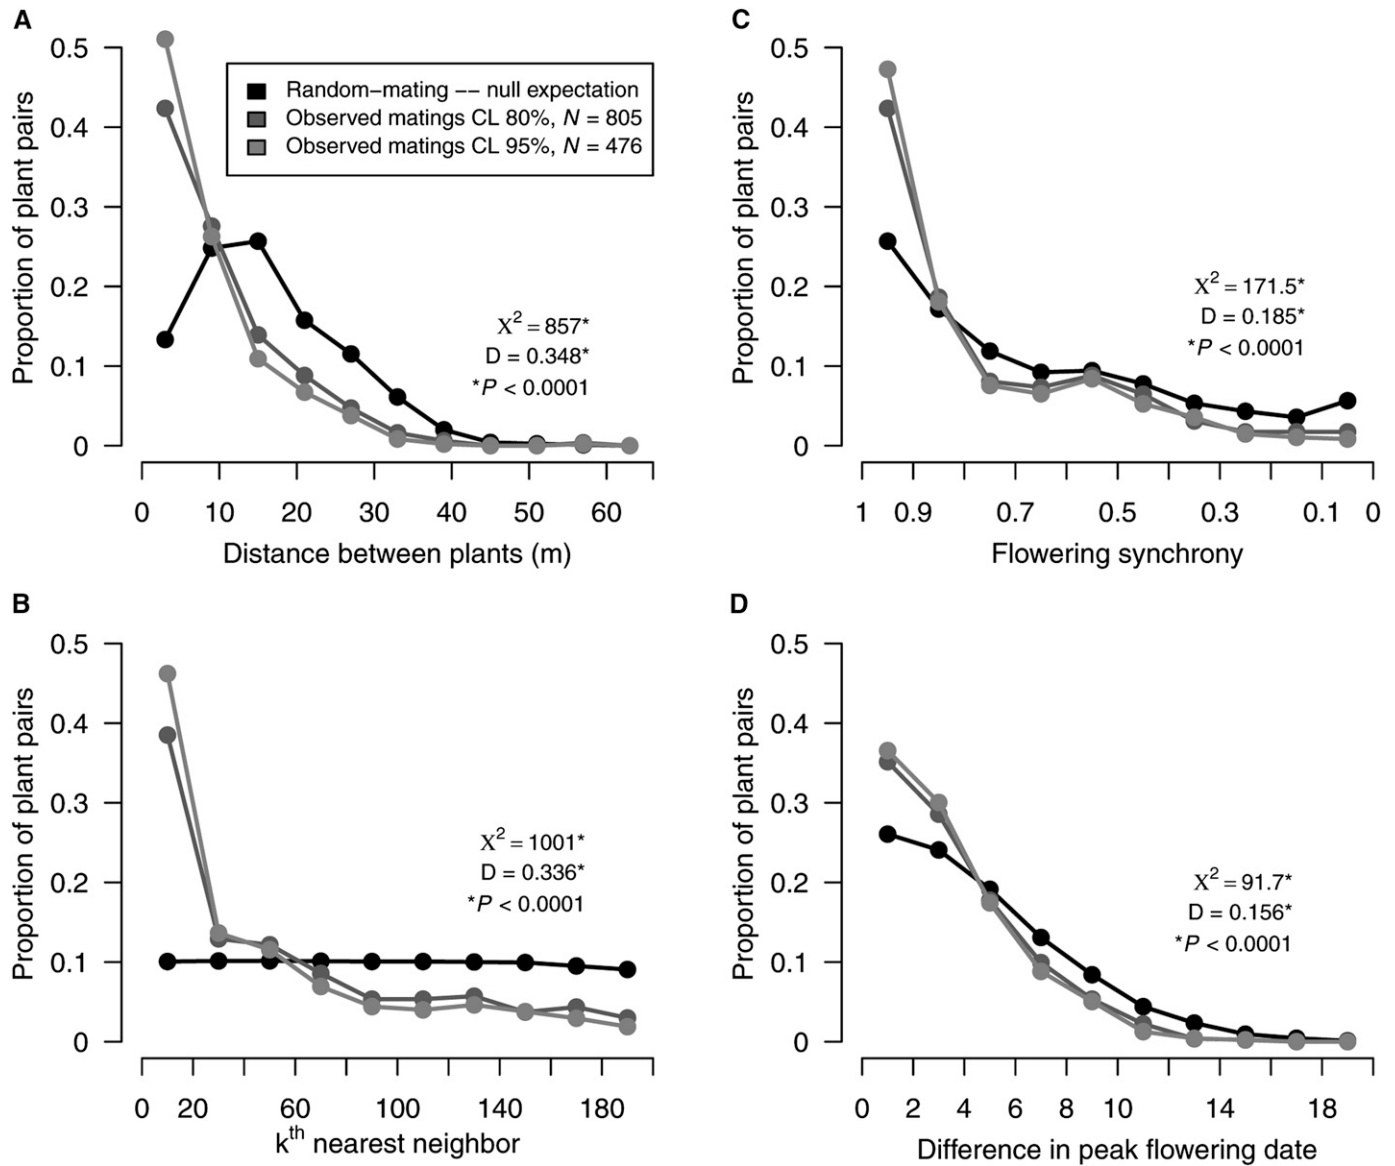 A
0.5
0.4
0.3
0.2
0.1
0
Proportion of plant pairs
Random−mating −− null expectation
Observed matings CL 80%, N = 805
Observed matings CL 95%, N = 476
X² = 857*
D = 0.348*
*P < 0.0001
0 10 20 30 40 50 60
Distance between plants (m)
C
0.5
0.4
0.3
0.2
0.1
0
Proportion of plant pairs
X² = 171.5*
D = 0.185*
*P < 0.0001
1 0.9 0.7 0.5 0.3 0.1 0
Flowering synchrony
B
0.5
0.4
0.3
0.2
0.1
0
Proportion of plant pairs
X² = 1001*
D = 0.336*
*P < 0.0001
0 20 60 100 140 180
kᵗʰ nearest neighbor
D
0.5
0.4
0.3
0.2
0.1
0
Proportion of plant pairs
X² = 91.7*
D = 0.156*
*P < 0.0001
0 2 4 6 8 10 14 18
Difference in peak flowering date